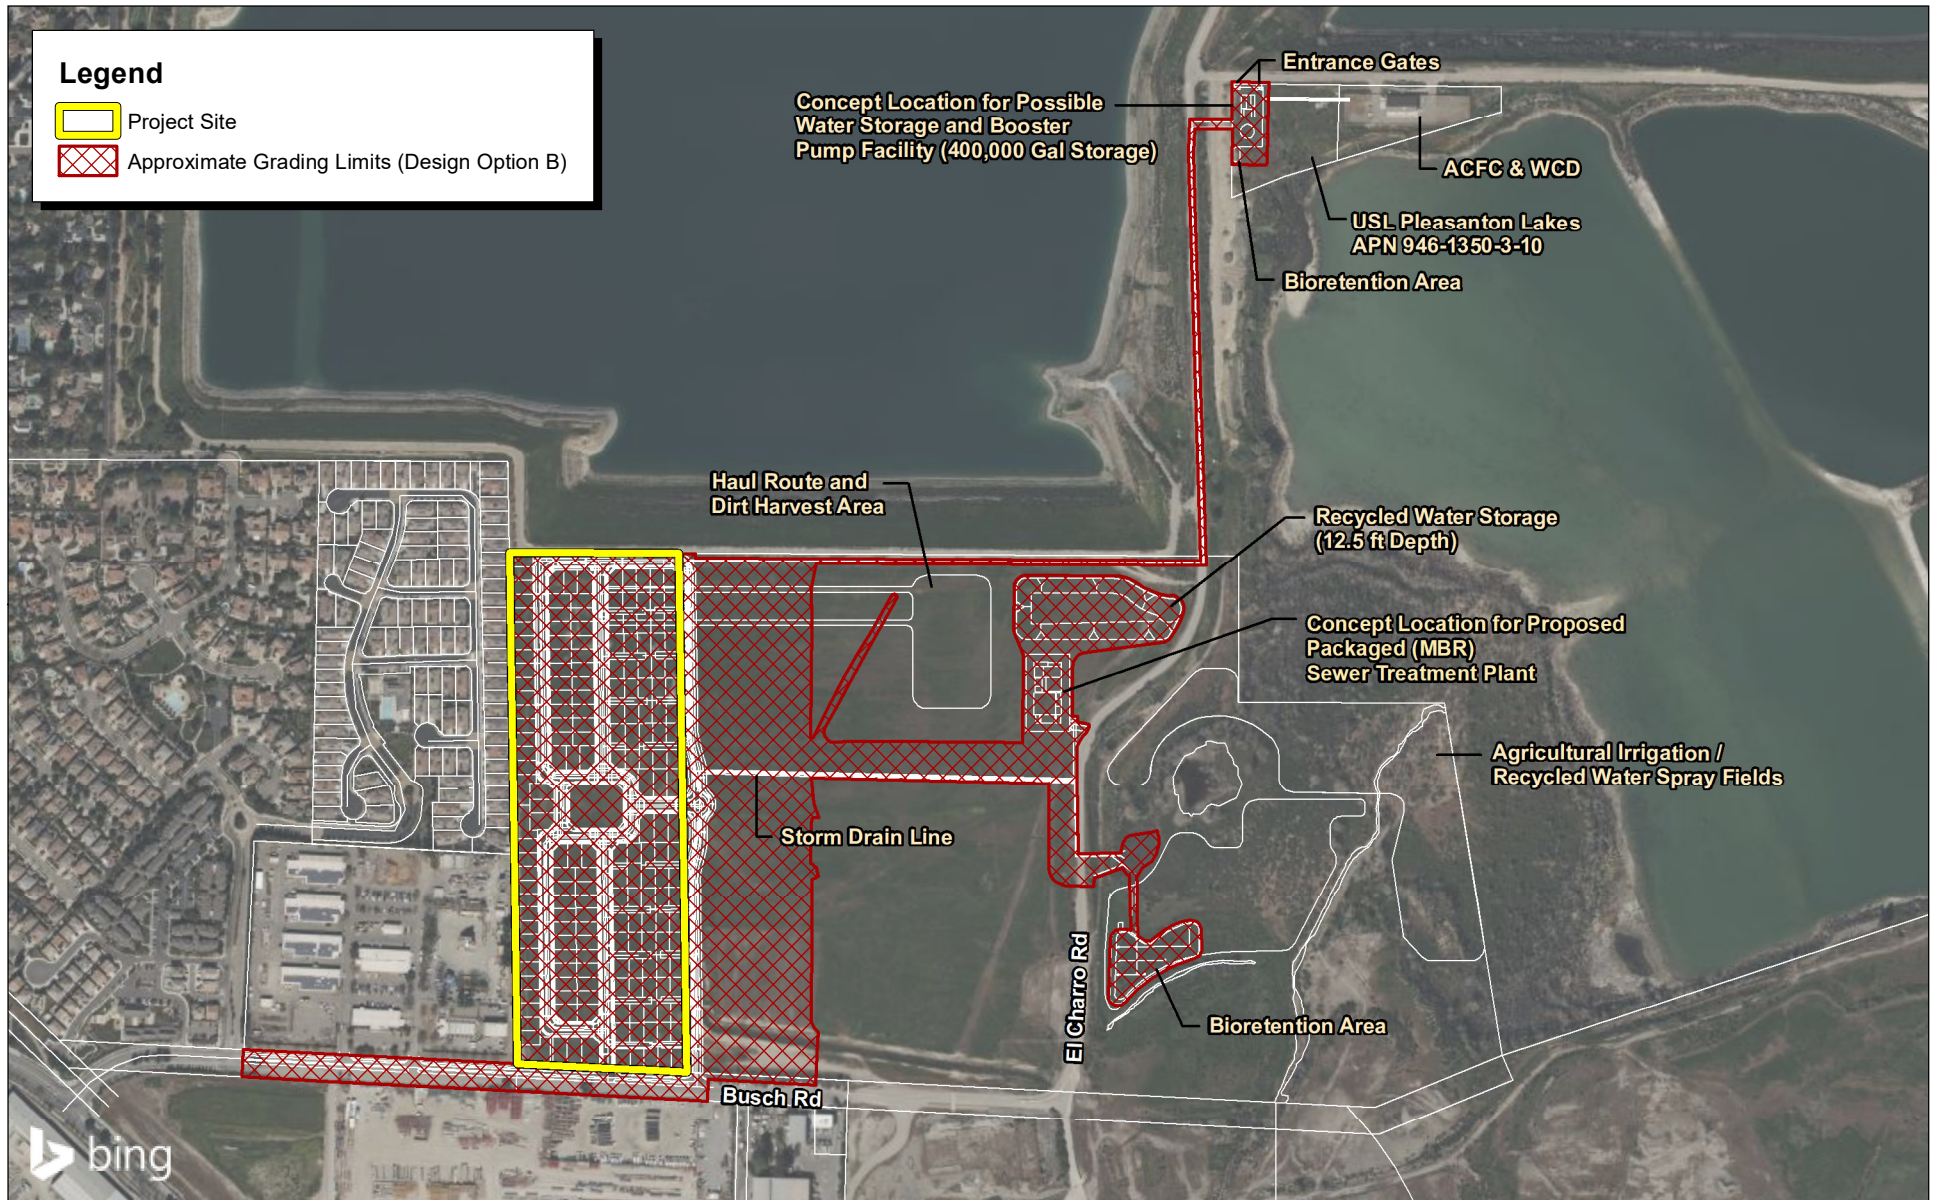 Legend
Project Site
Approximate Grading Limits (Design Option B)
Entrance Gates
Concept Location for Possible
Water Storage and Booster
Pump Facility (400,000 Gal Storage)
ACFC & WCD
USL Pleasanton Lakes
APN 946-1350-3-10
Bioretention Area
Haul Route and
Dirt Harvest Area
Recycled Water Storage
(12.5 ft Depth)
Concept Location for Proposed
Packaged (MBR)
Sewer Treatment Plant
Agricultural Irrigation /
Recycled Water Spray Fields
Storm Drain Line
El Charro Rd
Bioretention Area
Busch Rd
bing